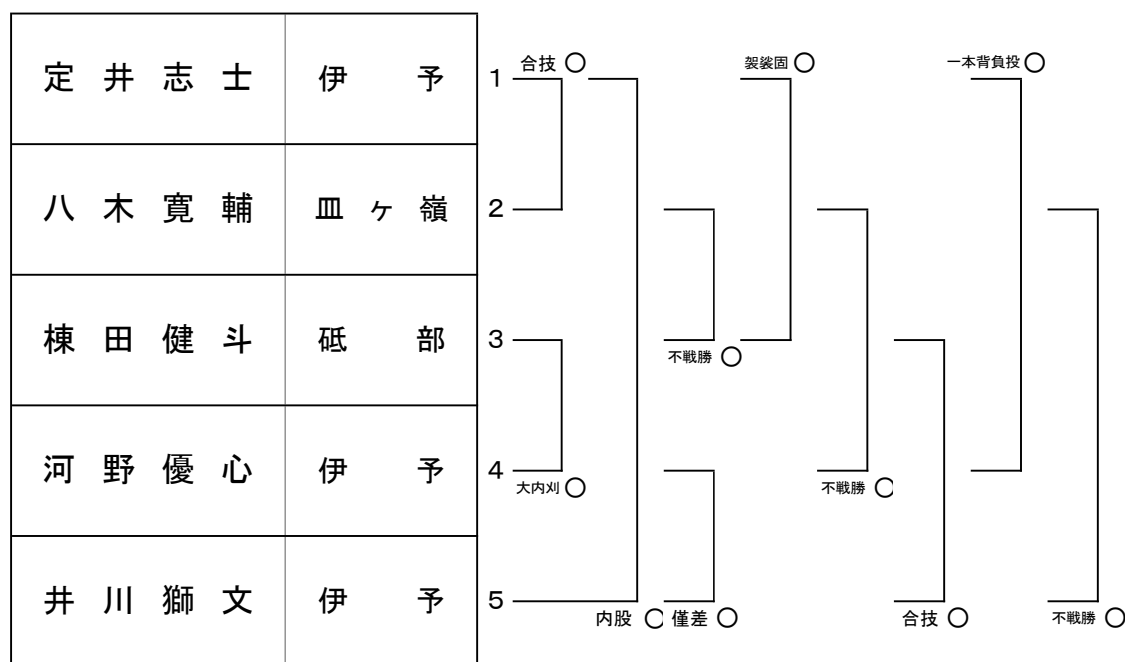 合技 ○ 袈裟固 ○ 一本背負投 ○
定井志士 伊予 1
八木寛輔 皿ヶ嶺 2
棟田健斗 砥部 3
不戦勝 ○
河野優心 伊予 4
大内刈 ○ 不戦勝 ○
井川獅文 伊予 5
内股 ○ 僅差 ○ 合技 ○ 不戦勝 ○